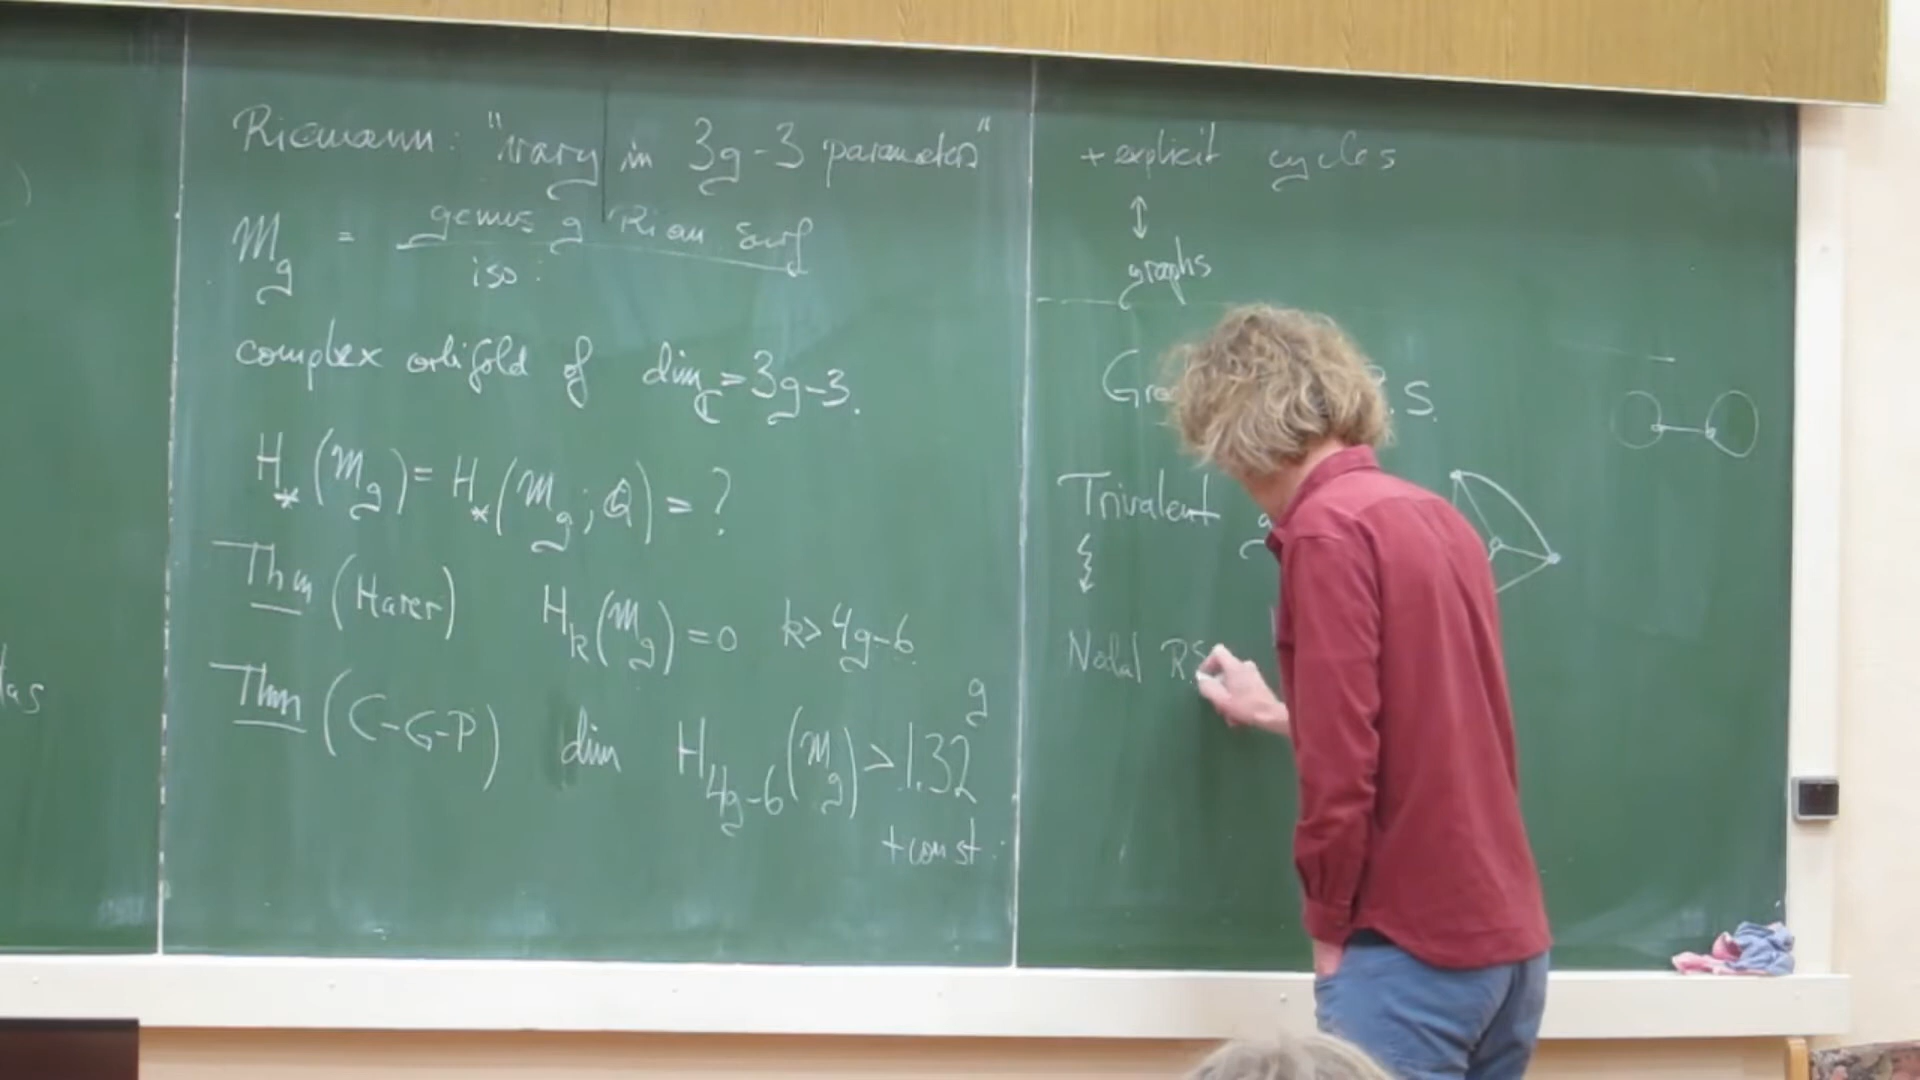 Riemann: "vary in 3g-3 parameters"
M_g = genus g Riem. Surf
iso.
complex orbifold of dim_C = 3g-3.
H_*(M_g) = H_*(M_g; Q) = ?
Thm (Harer) H_k(M_g) = 0 k > 4g-6
Thm (C-G-P) dim H_{4g-6}(M_g) > 1.32^g
+ const.
+ explicit cycles
↕
graphs
S.
Trivalent
Nodal R.S